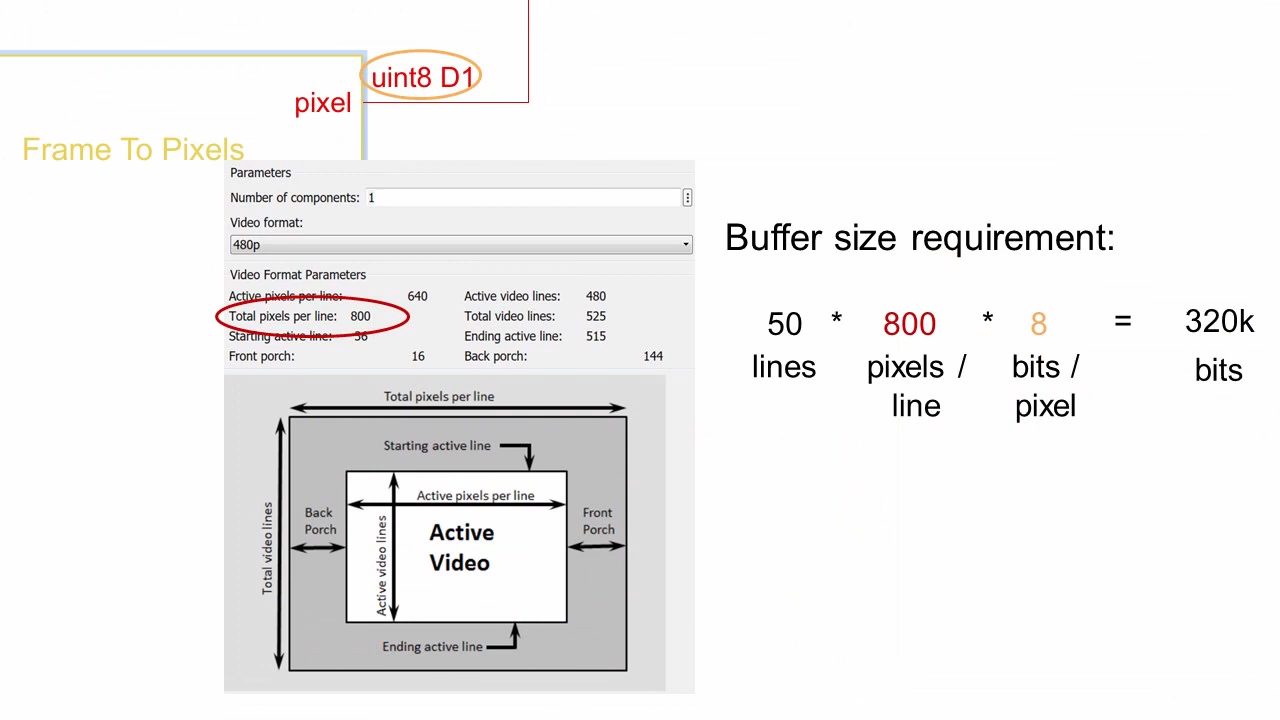 uint8 D1
pixel
Frame To Pixels
Parameters
Number of components: 1
Video format:
480p
Video Format Parameters
Active pixels per line: 640 Active video lines: 480
Total pixels per line: 800 Total video lines: 525
Starting active line: 36 Ending active line: 515
Front porch: 16 Back porch: 144
Total pixels per line
Starting active line
Active pixels per line
Back
Porch
Front
Porch
Active
Video
Total video lines
Active video lines
Ending active line
Buffer size requirement:
50 * 800 * 8 = 320k
lines pixels / bits / bits
line pixel